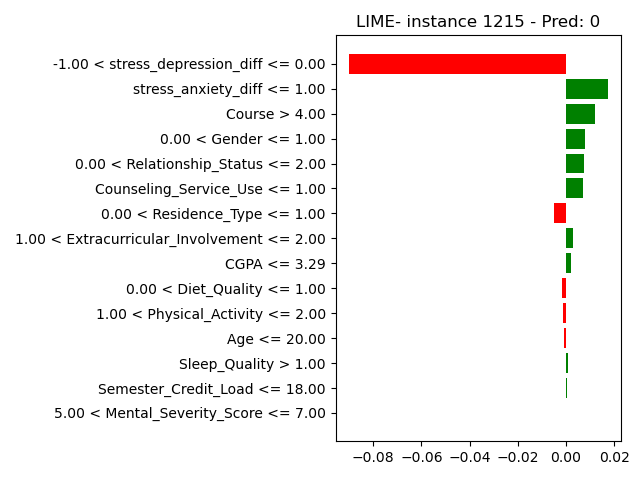 LIME- instance 1215 - Pred: 0
-1.00 < stress_depression_diff <= 0.00
stress_anxiety_diff <= 1.00
Course > 4.00
0.00 < Gender <= 1.00
0.00 < Relationship_Status <= 2.00
Counseling_Service_Use <= 1.00
0.00 < Residence_Type <= 1.00
1.00 < Extracurricular_Involvement <= 2.00
CGPA <= 3.29
0.00 < Diet_Quality <= 1.00
1.00 < Physical_Activity <= 2.00
Age <= 20.00
Sleep_Quality > 1.00
Semester_Credit_Load <= 18.00
5.00 < Mental_Severity_Score <= 7.00
−0.08 −0.06 −0.04 −0.02 0.00 0.02